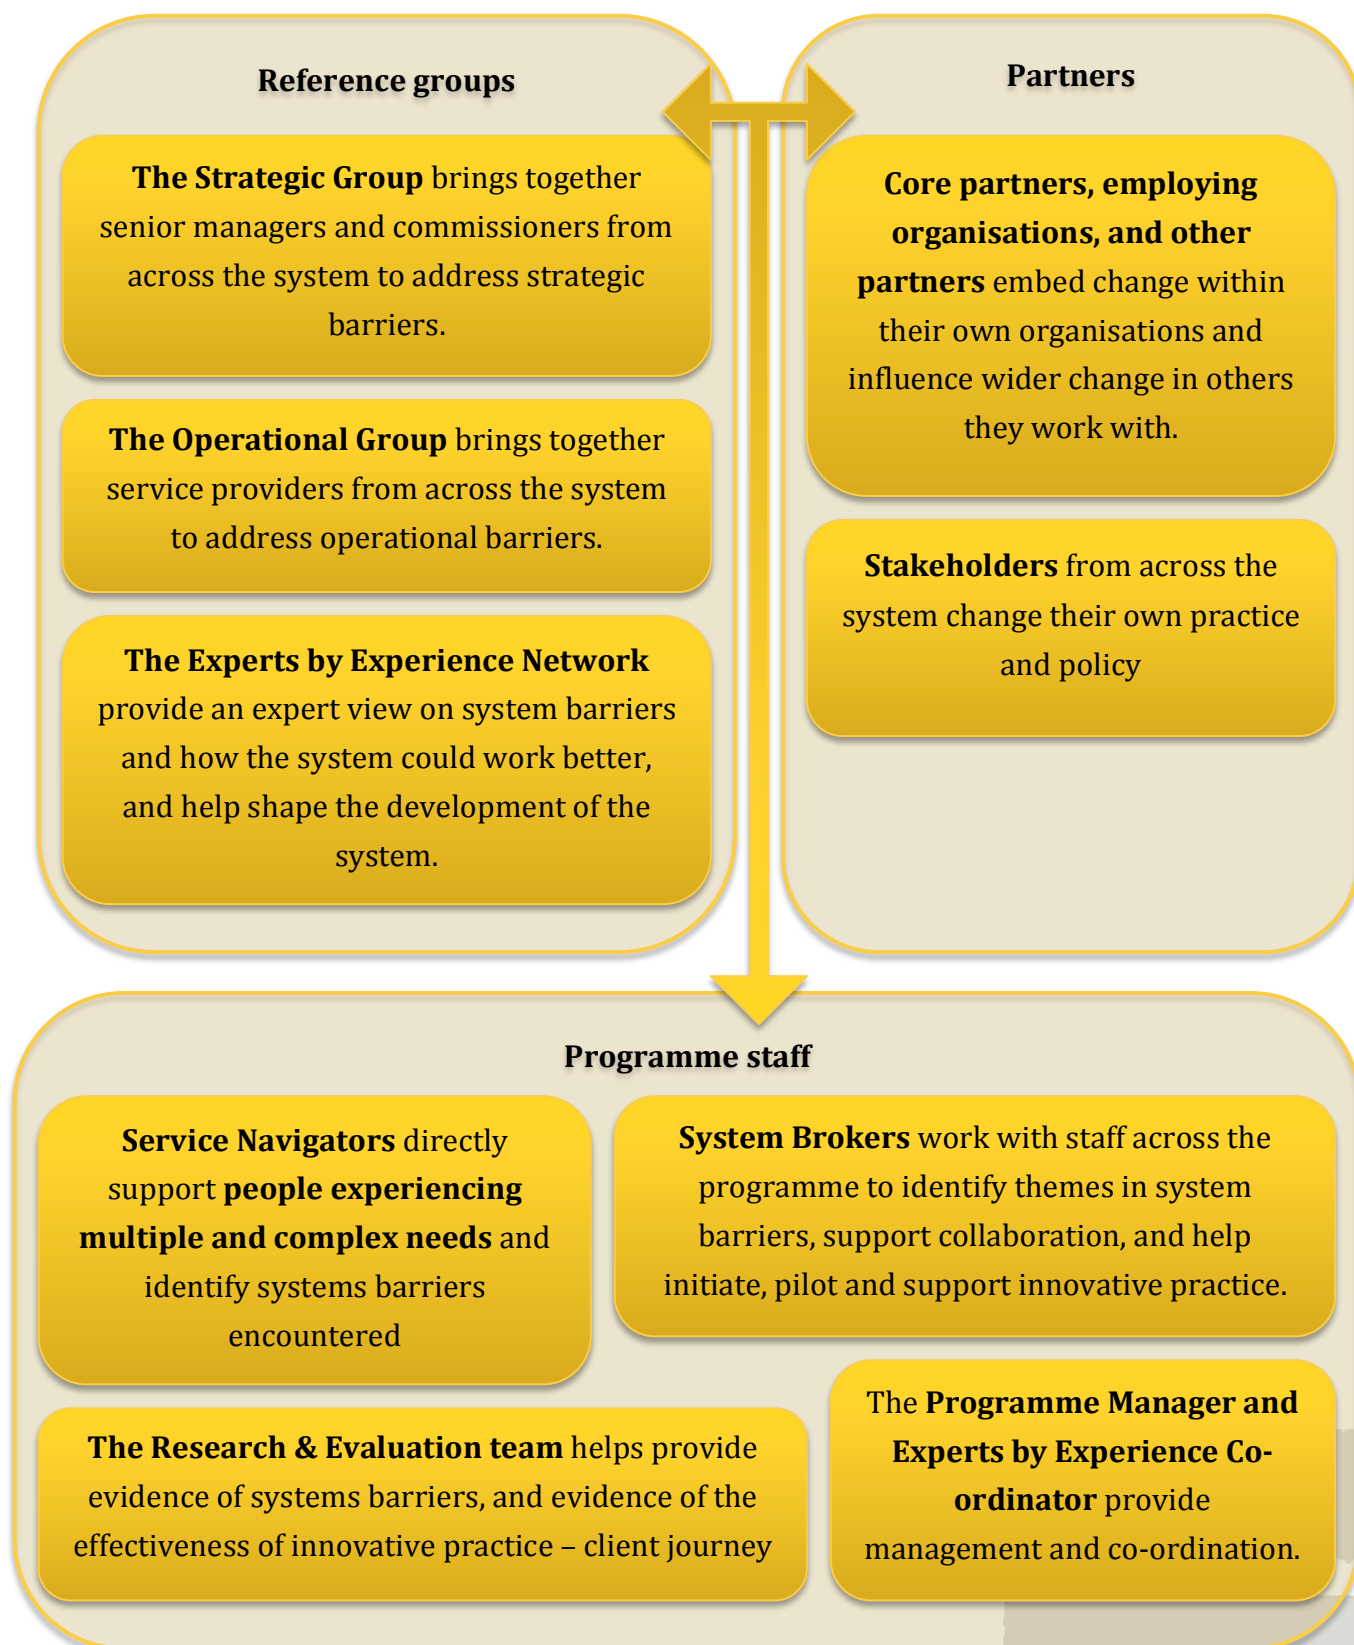 Reference groups
The Strategic Group brings together
senior managers and commissioners from
across the system to address strategic
barriers.
The Operational Group brings together
service providers from across the system
to address operational barriers.
The Experts by Experience Network
provide an expert view on system barriers
and how the system could work better,
and help shape the development of the
system.
Partners
Core partners, employing
organisations, and other
partners embed change within
their own organisations and
influence wider change in others
they work with.
Stakeholders from across the
system change their own practice
and policy
Programme staff
Service Navigators directly
support people experiencing
multiple and complex needs and
identify systems barriers
encountered
System Brokers work with staff across the
programme to identify themes in system
barriers, support collaboration, and help
initiate, pilot and support innovative practice.
The Research & Evaluation team helps provide
evidence of systems barriers, and evidence of the
effectiveness of innovative practice – client journey
The Programme Manager and
Experts by Experience Co-
ordinator provide
management and co-ordination.